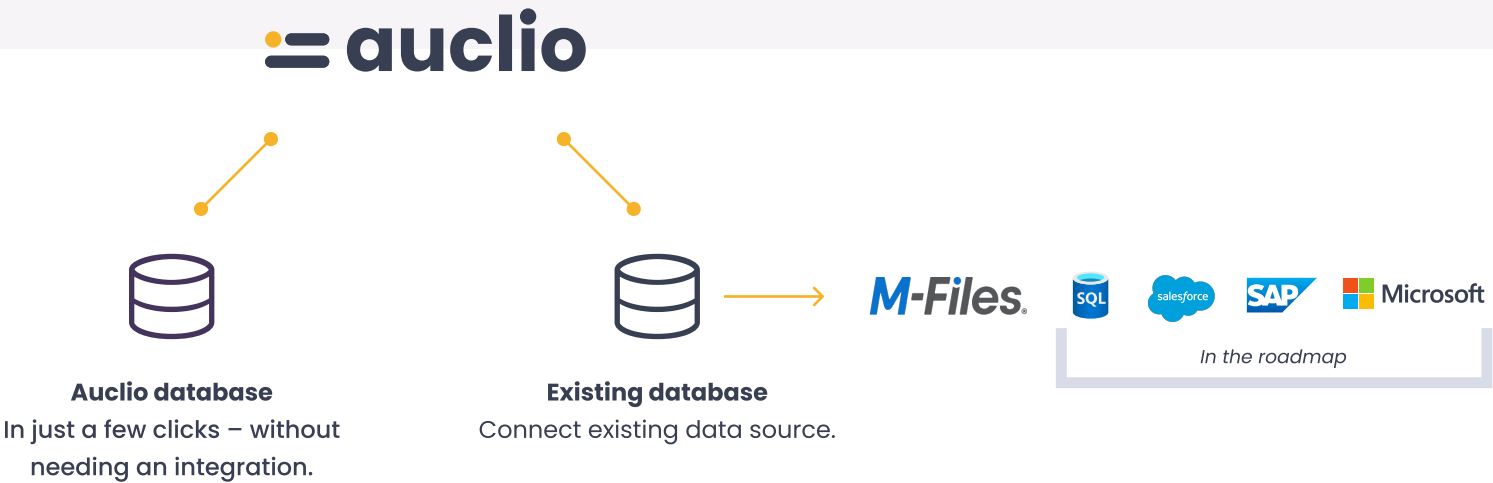 auclio
M-Files®
SQL
salesforce
SAP
Microsoft
In the roadmap
Auclio database
In just a few clicks – without
needing an integration.
Existing database
Connect existing data source.